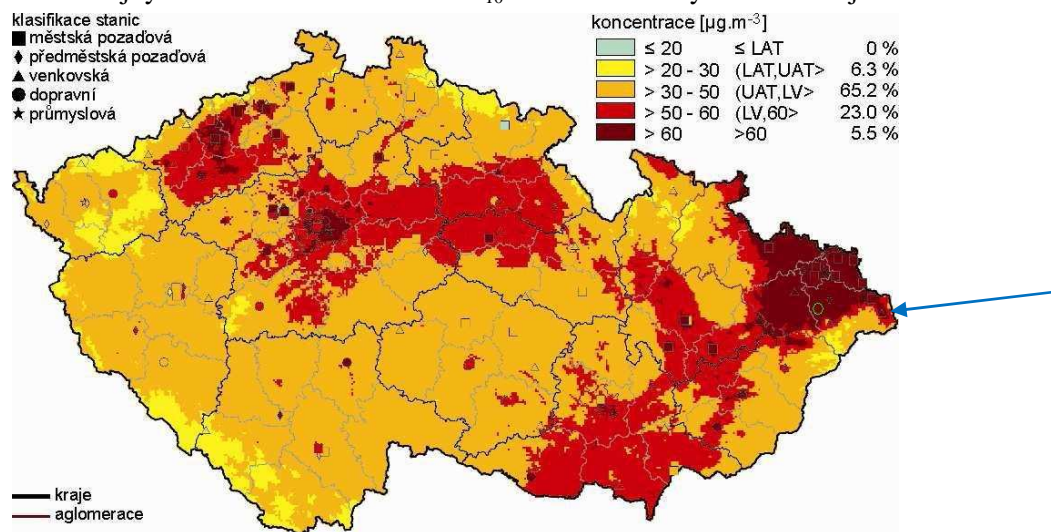 klasifikace stanic
městská pozaďová
předměstská pozaďová
venkovská
dopravní
průmyslová
koncentrace [µg.m⁻³]
≤ 20 ≤ LAT 0 %
> 20 - 30 (LAT,UAT> 6.3 %
> 30 - 50 (UAT,LV> 65.2 %
> 50 - 60 (LV,60> 23.0 %
> 60 >60 5.5 %
kraje
aglomerace